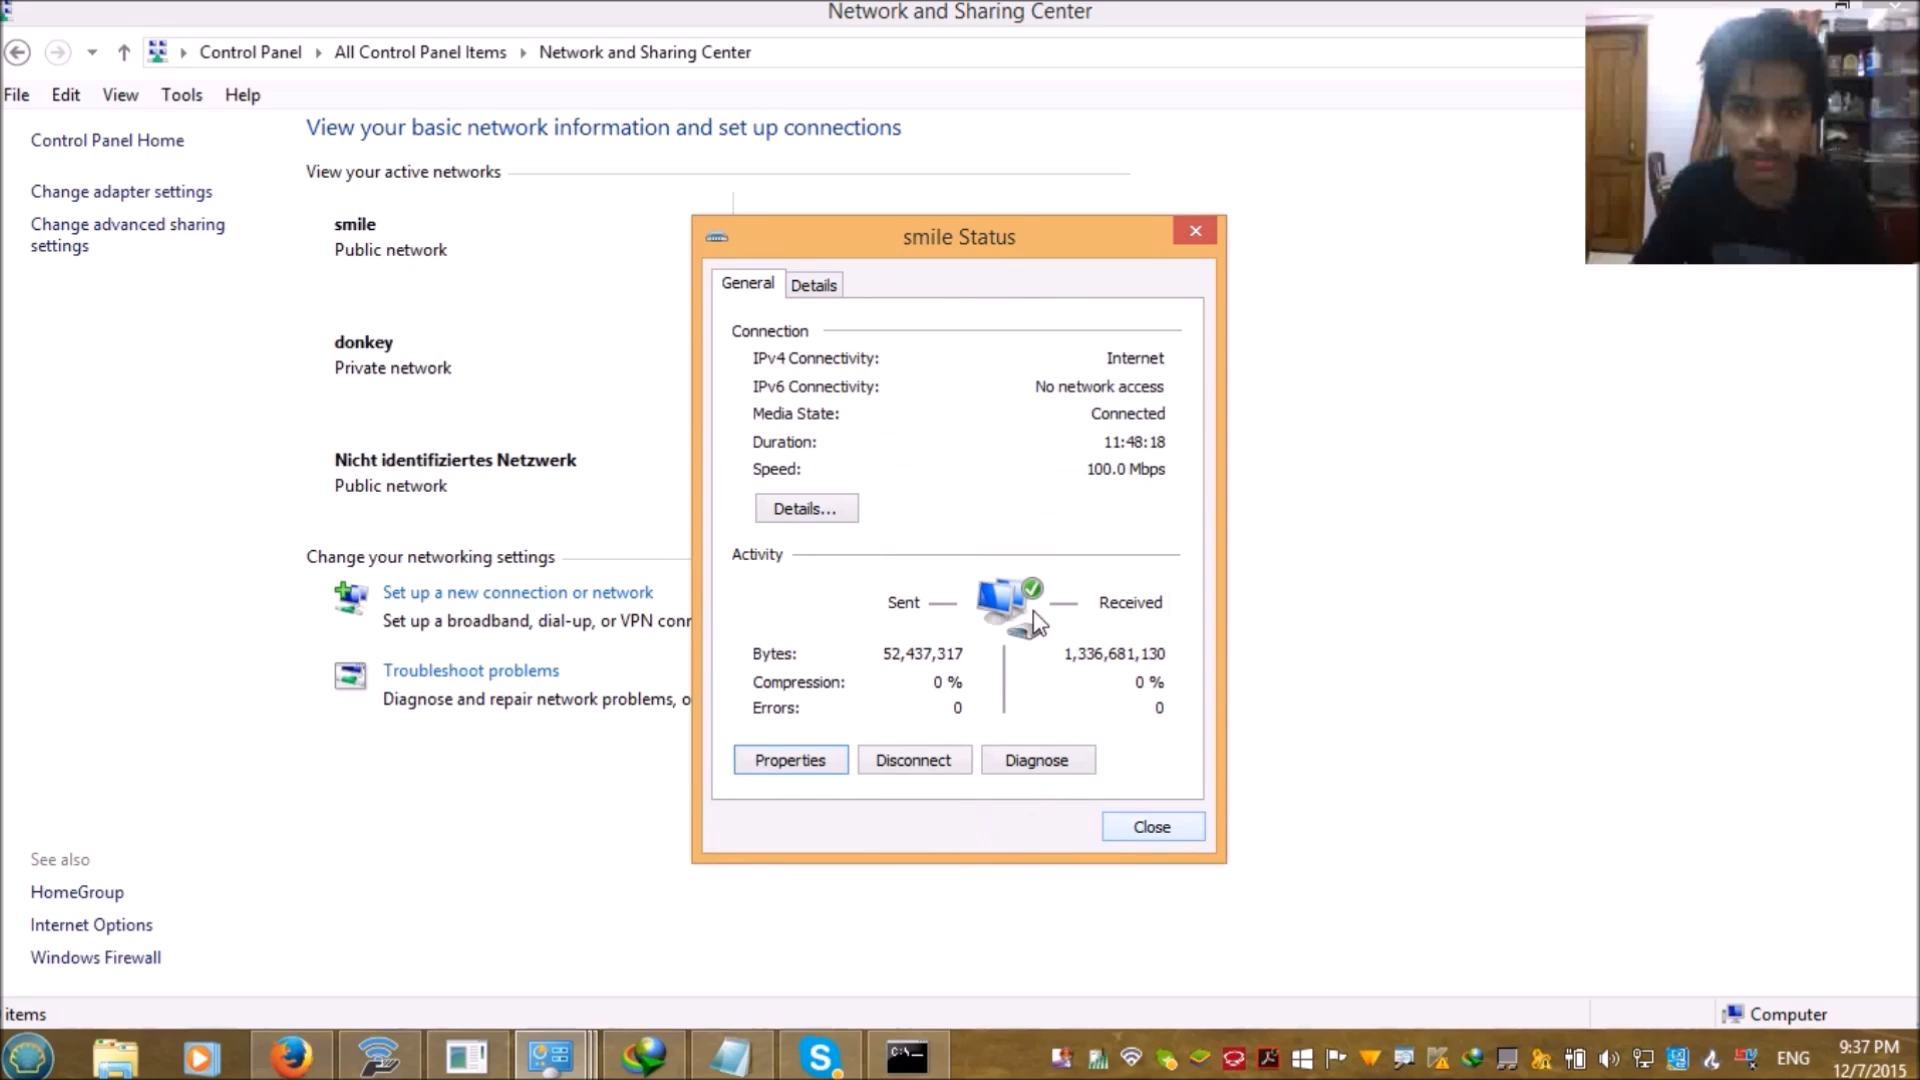 Network and Sharing Center
Control Panel
All Control Panel Items
Network and Sharing Center
File
Edit
View
Tools
Help
Control Panel Home
Change adapter settings
Change advanced sharing
settings
View your basic network information and set up connections
View your active networks
smile
Public network
donkey
Private network
Nicht identifiziertes Netzwerk
Public network
Change your networking settings
Set up a new connection or network
Set up a broadband, dial-up, or VPN conn
Troubleshoot problems
Diagnose and repair network problems, o
See also
HomeGroup
Internet Options
Windows Firewall
smile Status
General
Details
Connection
IPv4 Connectivity: Internet
IPv6 Connectivity: No network access
Media State: Connected
Duration: 11:48:18
Speed: 100.0 Mbps
Details...
Activity
Sent
Received
Bytes: 52,437,317 1,336,681,130
Compression: 0 % 0 %
Errors: 0 0
Properties
Disconnect
Diagnose
Close
items
Computer
ENG
9:37 PM
12/7/2015